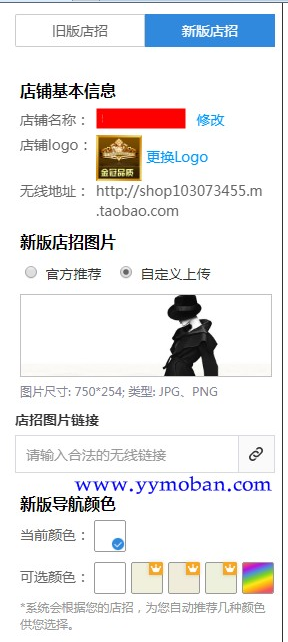 旧版店招 新版店招
店铺基本信息
店铺名称： 修改
店铺logo： 更换Logo
金冠品质
无线地址： http://shop103073455.m
.taobao.com
新版店招图片
官方推荐 自定义上传
图片尺寸: 750*254; 类型: JPG、PNG
店招图片链接
请输入合法的无线链接
www.yymoban.com
新版导航颜色
当前颜色：
可选颜色：
*系统会根据您的店招，为您自动推荐几种颜色
供您选择。